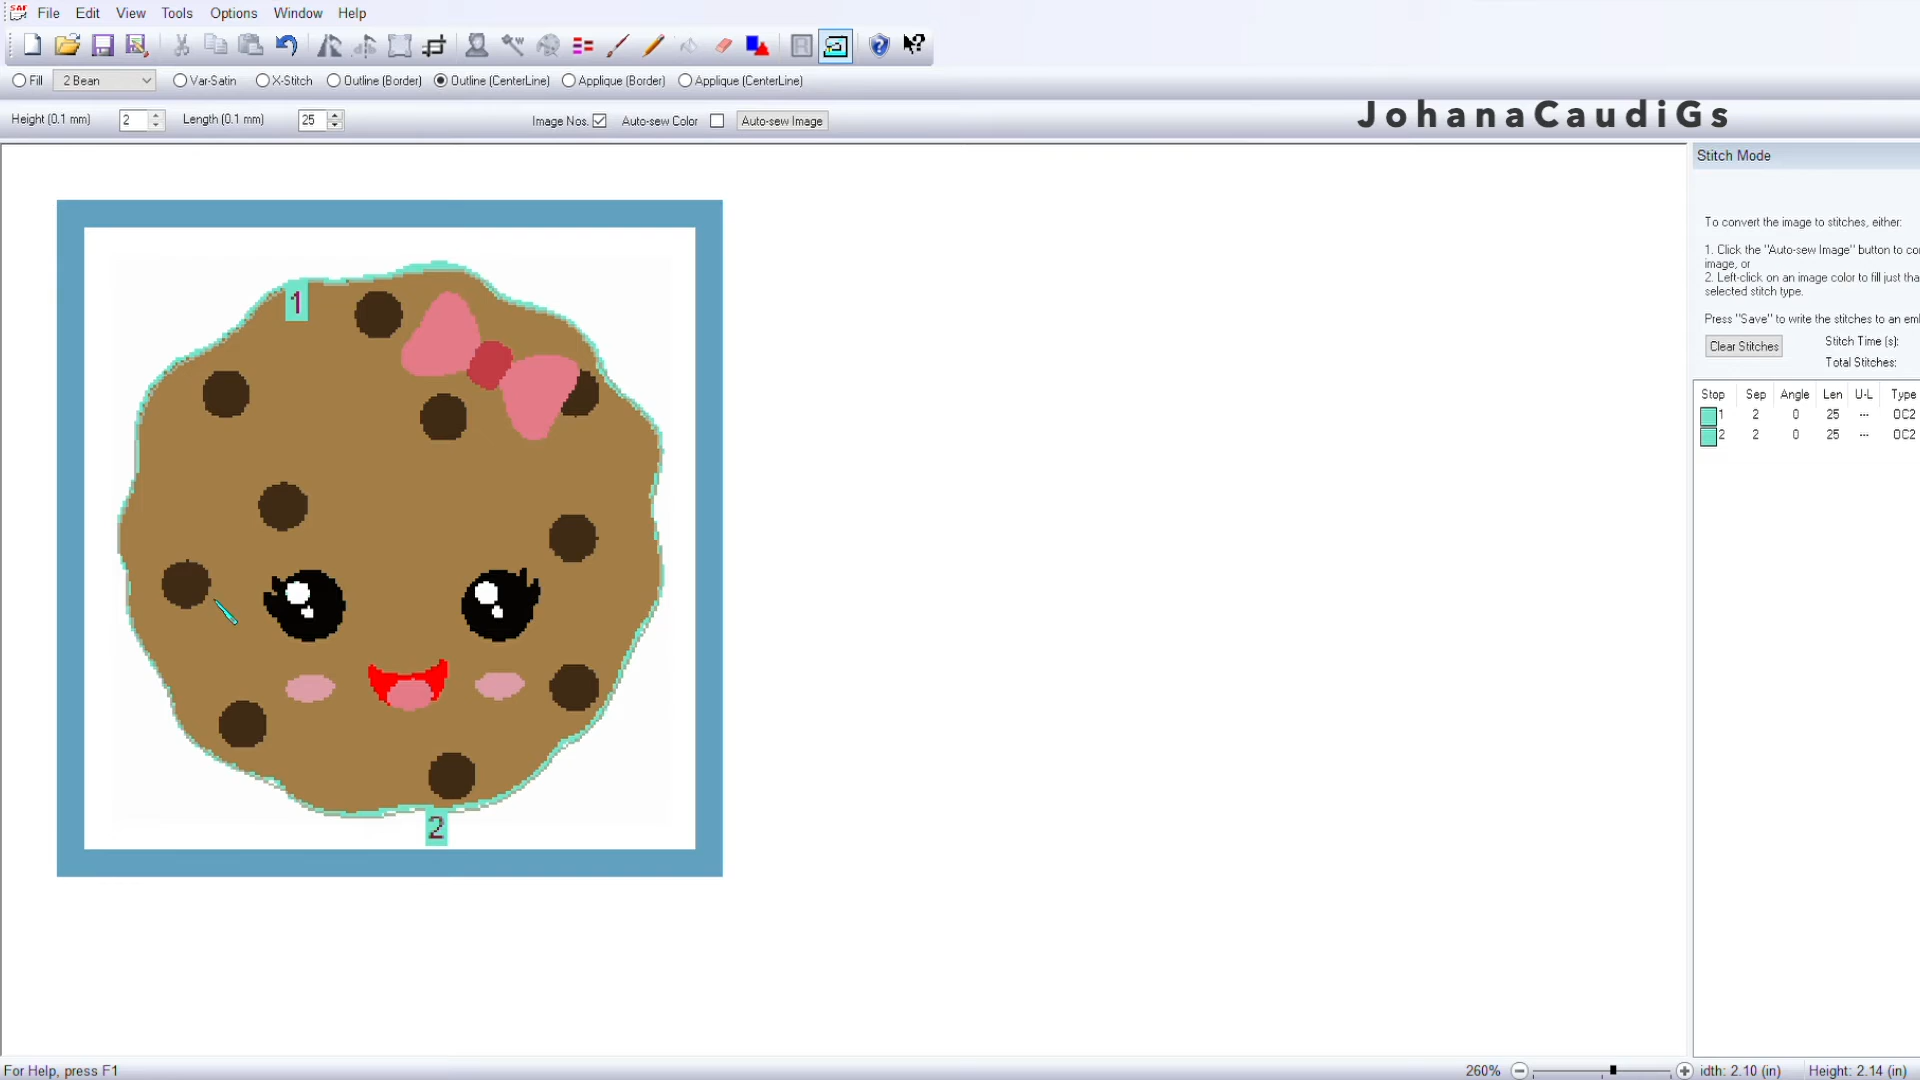 File Edit View Tools Options Window Help
Fill 2 Bean Var-Satin X-Stitch Outline (Border) Outline (CenterLine) Applique (Border) Applique (CenterLine)
Height (0.1 mm) 2 Length (0.1 mm) 25 Image Nos. Auto-sew Color Auto-sew Image
JohanaCaudiGs
Stitch Mode
To convert the image to stitches, either:
1. Click the "Auto-sew Image" button to co
image, or
2. Left-click on an image color to fill just tha
selected stitch type.
Press "Save" to write the stitches to an em
Clear Stitches Stitch Time (s):
Total Stitches:
Stop Sep Angle Len U-L Type
1 2 0 25 --- OC2
2 2 0 25 --- OC2
1
2
For Help, press F1 260% idth: 2.10 (in) Height: 2.14 (in)